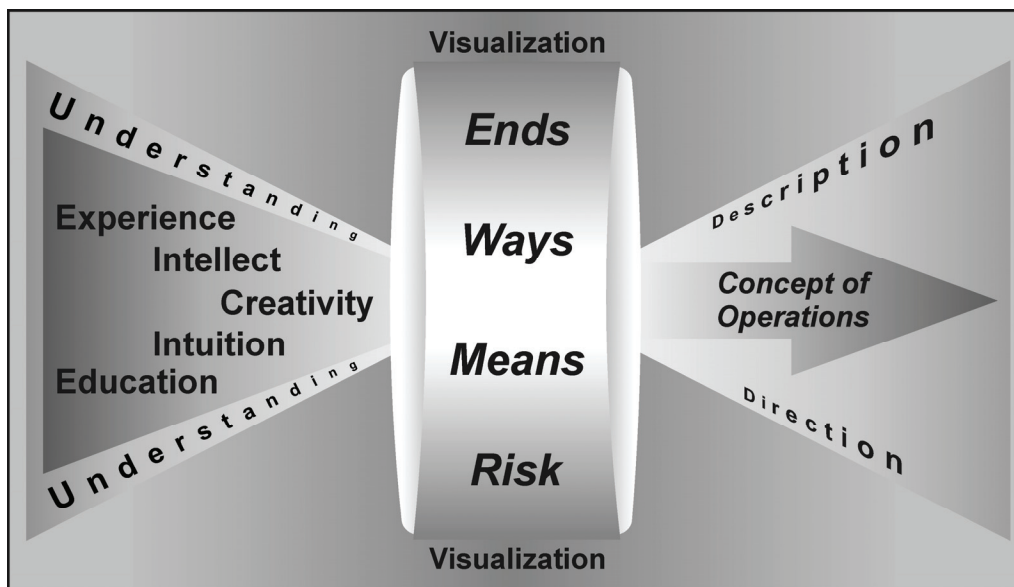 Visualization
Understanding
Experience
Intellect
Creativity
Intuition
Education
Understanding
Ends
Ways
Means
Risk
Description
Concept of
Operations
Direction
Visualization